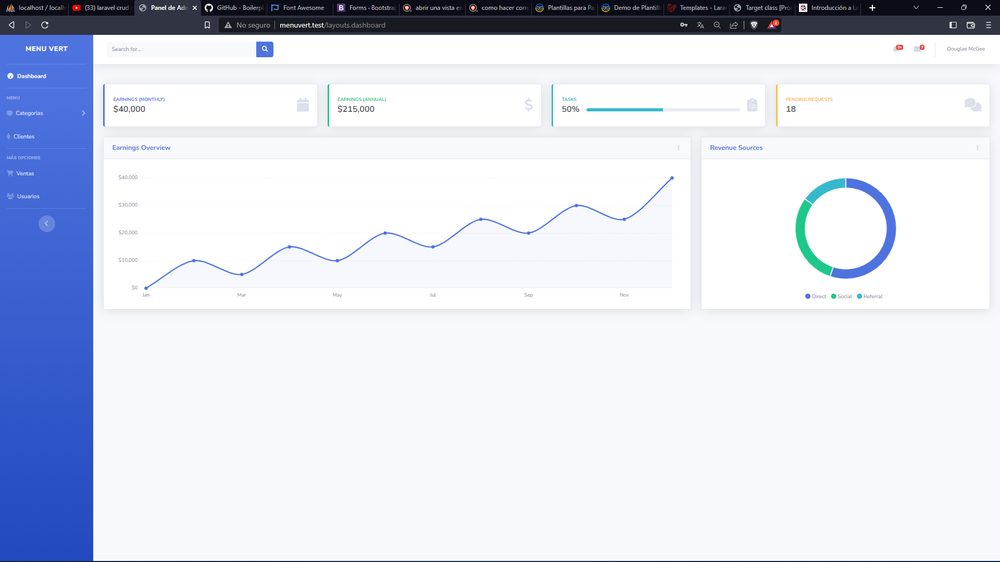 localhost / localh
(33) laravel crud
Panel de Adm
GitHub - Boilerpl
Font Awesome
Forms · Bootstrap
abrir una vista en
como hacer corr
Plantillas para Pa
Demo de Plantill
Templates - Lara
Target class [Proc
Introducción a La
No seguro
menuvert.test/layouts.dashboard
2
MENU VERT
Search for...
3+
7
Douglas McGee
Dashboard
MENU
Categorias
Clientes
MÁS OPCIONES
Ventas
Usuarios
EARNINGS (MONTHLY)
$40,000
EARNINGS (ANNUAL)
$215,000
TASKS
50%
PENDING REQUESTS
18
Earnings Overview
$40,000
$30,000
$20,000
$10,000
$0
Jan Mar May Jul Sep Nov
Revenue Sources
Direct Social Referral